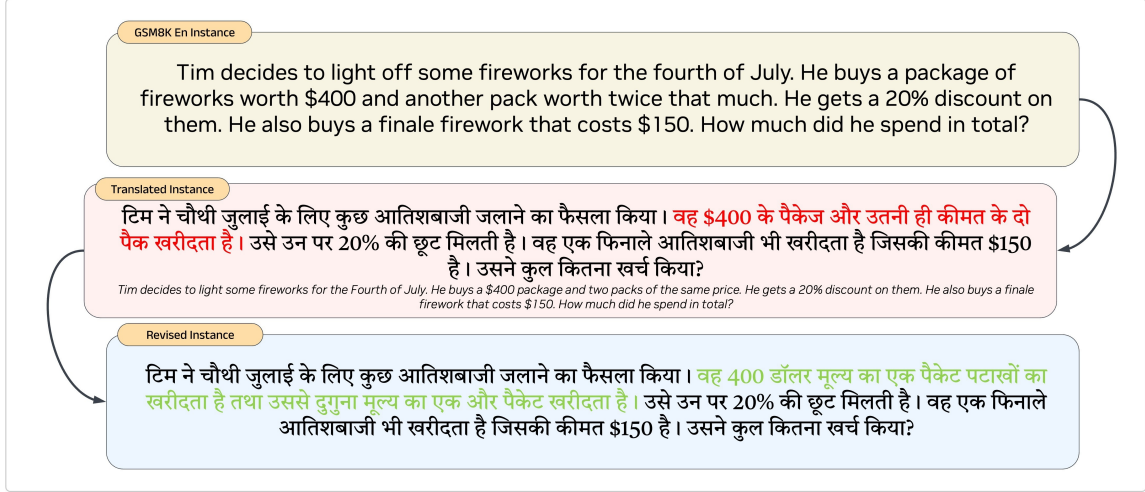 GSM8K En Instance
Tim decides to light off some fireworks for the fourth of July. He buys a package of
fireworks worth $400 and another pack worth twice that much. He gets a 20% discount on
them. He also buys a finale firework that costs $150. How much did he spend in total?
Translated Instance
टिम ने चौथी जुलाई के लिए कुछ आतिशबाजी जलाने का फैसला किया। वह $400 के पैकेज और उतनी ही कीमत के दो
पैक खरीदता है। उसे उन पर 20% की छूट मिलती है। वह एक फिनाले आतिशबाजी भी खरीदता है जिसकी कीमत $150
है। उसने कुल कितना खर्च किया?
Tim decides to light some fireworks for the Fourth of July. He buys a $400 package and two packs of the same price. He gets a 20% discount on them. He also buys a finale
firework that costs $150. How much did he spend in total?
Revised Instance
टिम ने चौथी जुलाई के लिए कुछ आतिशबाजी जलाने का फैसला किया। वह 400 डॉलर मूल्य का एक पैकेट पटाखों का
खरीदता है तथा उससे दुगुना मूल्य का एक और पैकेट खरीदता है। उसे उन पर 20% की छूट मिलती है। वह एक फिनाले
आतिशबाजी भी खरीदता है जिसकी कीमत $150 है। उसने कुल कितना खर्च किया?